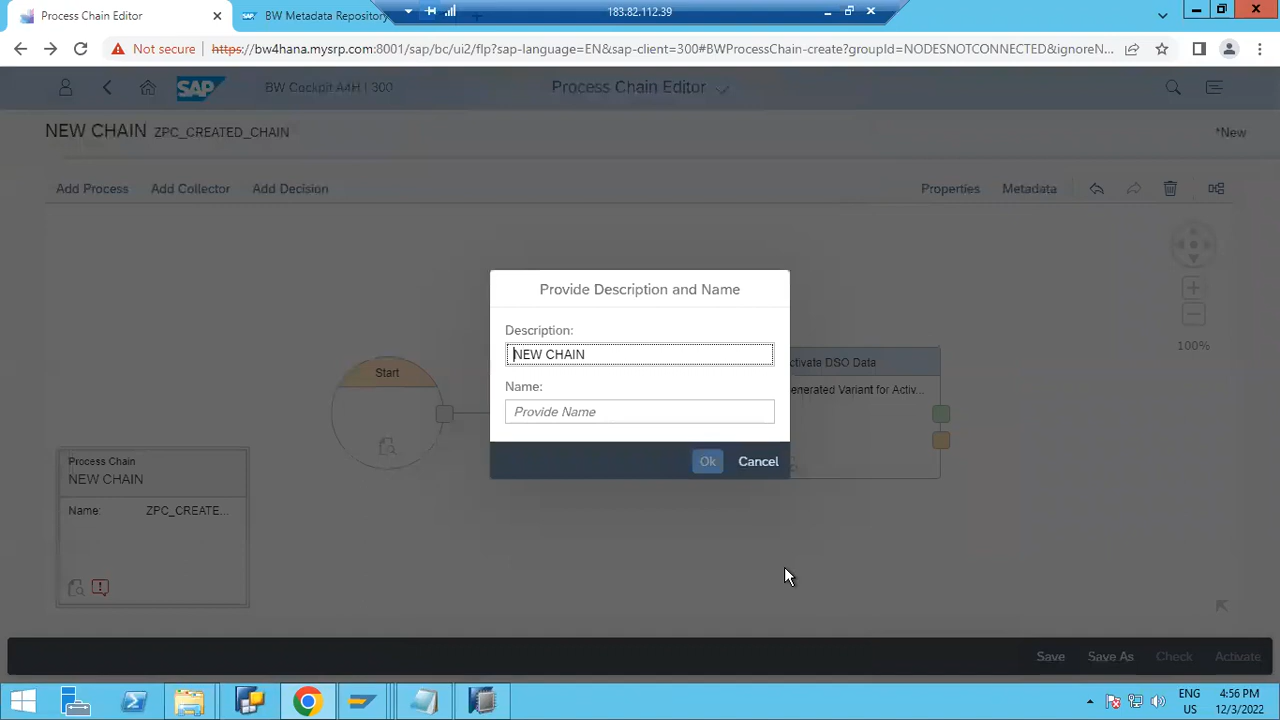 Process Chain Editor
BW Metadata Repository
183.82.112.39
Not secure
https://bw4hana.mysrp.com:8001/sap/bc/ui2/flp?sap-language=EN&sap-client=300#BWProcessChain-create?groupId=NODESNOTCONNECTED&ignoreN...
SAP
BW Cockpit A4H | 300
Process Chain Editor
NEW CHAIN ZPC_CREATED_CHAIN
*New
Add Process
Add Collector
Add Decision
Properties
Metadata
Provide Description and Name
Description:
NEW CHAIN
Name:
Provide Name
Ok
Cancel
Start
ctivate DSO Data
enerated Variant for Activ...
100%
Process Chain
NEW CHAIN
Name: ZPC_CREATE...
Save
Save As
Check
Activate
ENG
US
4:56 PM
12/3/2022